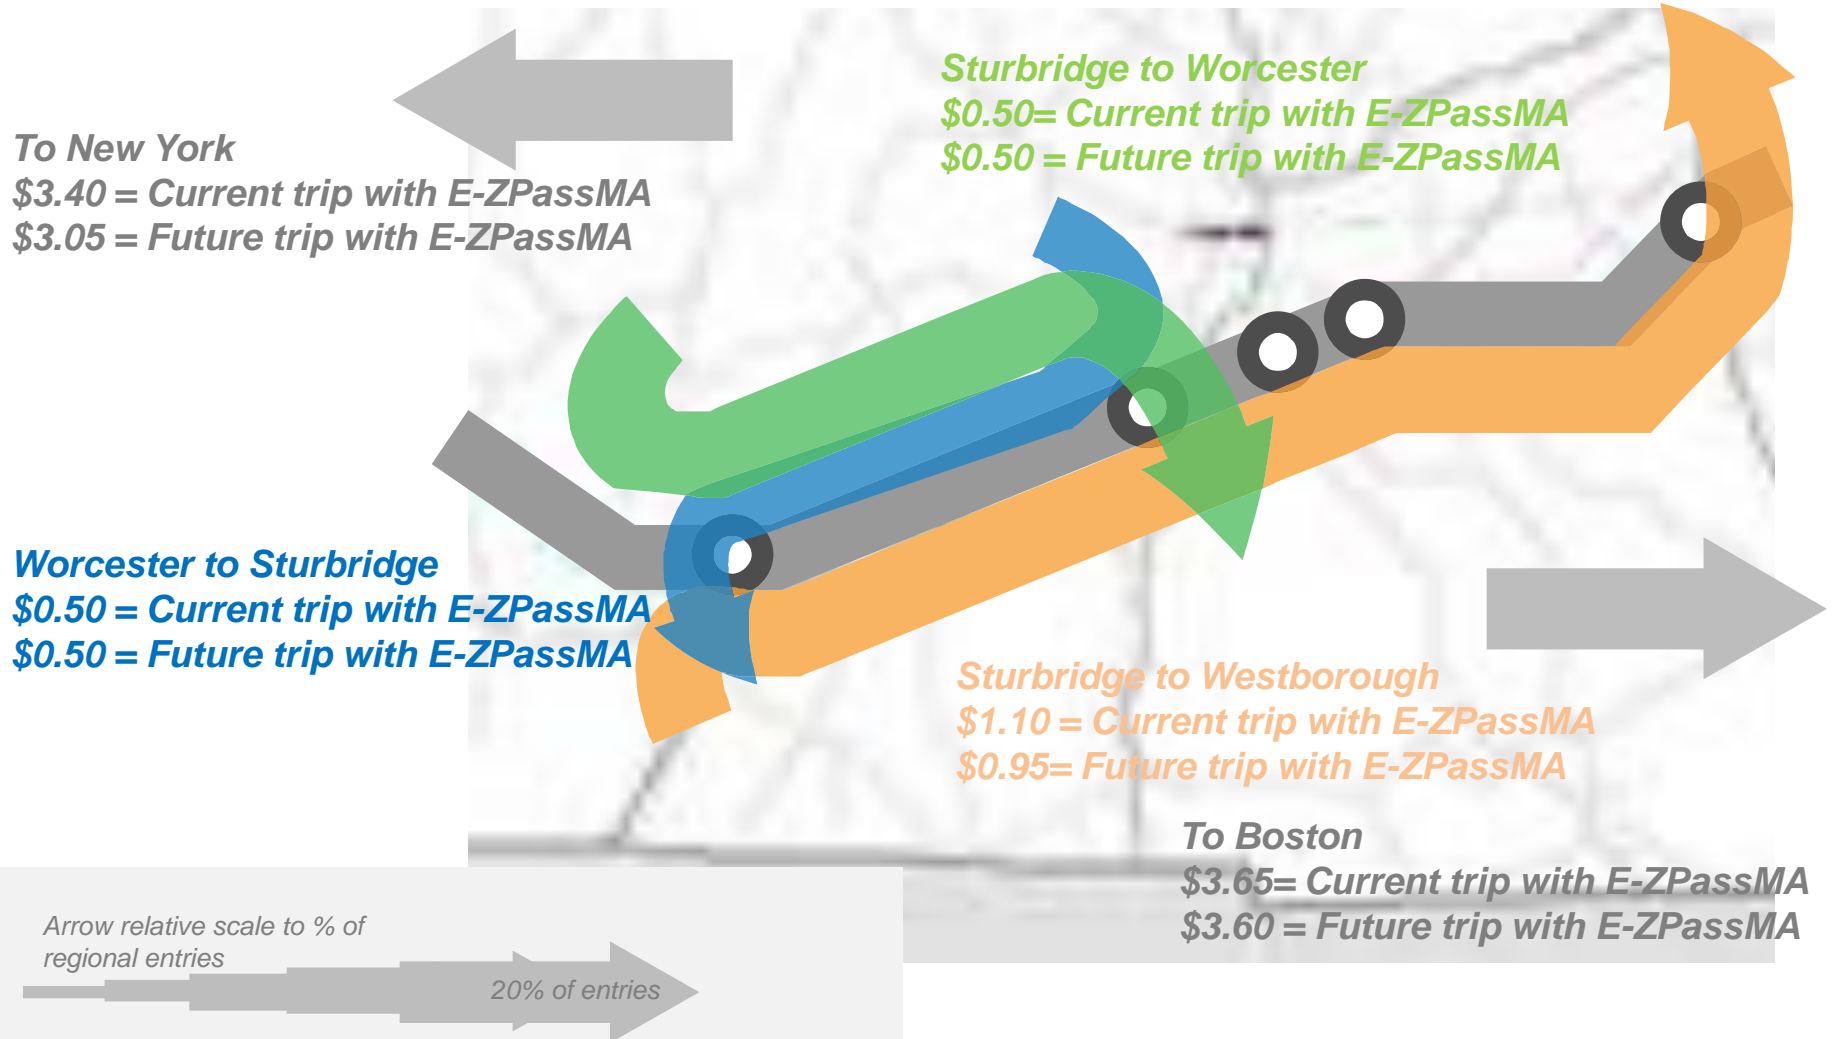 Sturbridge to Worcester
$0.50= Current trip with E-ZPassMA
$0.50 = Future trip with E-ZPassMA
To New York
$3.40 = Current trip with E-ZPassMA
$3.05 = Future trip with E-ZPassMA
Worcester to Sturbridge
$0.50 = Current trip with E-ZPassMA
$0.50 = Future trip with E-ZPassMA
Sturbridge to Westborough
$1.10 = Current trip with E-ZPassMA
$0.95= Future trip with E-ZPassMA
To Boston
$3.65= Current trip with E-ZPassMA
$3.60 = Future trip with E-ZPassMA
Arrow relative scale to % of
regional entries
20% of entries